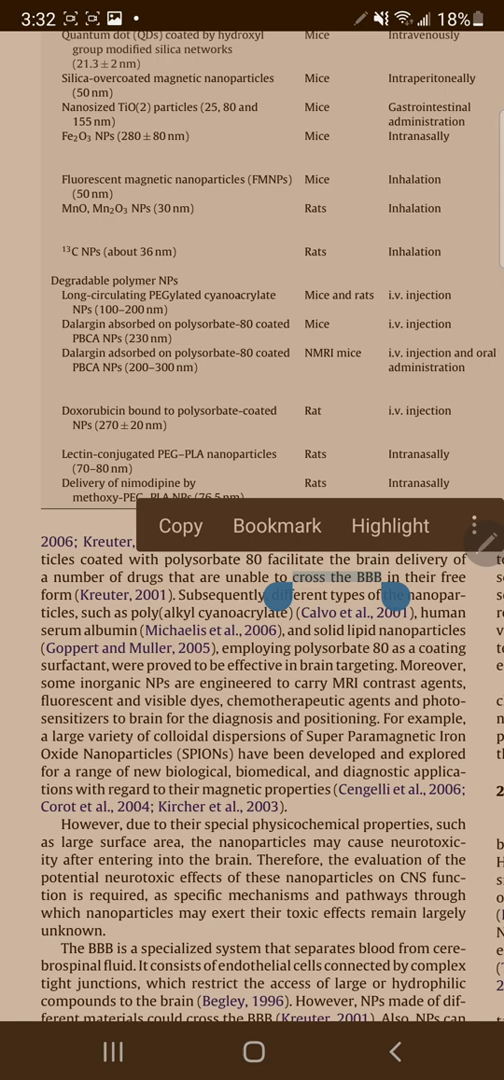 3:32
18%
Quantum dot (QDs) coated by hydroxyl Mice Intravenously
group modified silica networks
(21.3 ± 2 nm)
Silica-overcoated magnetic nanoparticles Mice Intraperitoneally
(50 nm)
Nanosized TiO(2) particles (25, 80 and Mice Gastrointestinal
155 nm) administration
Fe₂O₃ NPs (280 ± 80 nm) Mice Intranasally
Fluorescent magnetic nanoparticles (FMNPs) Mice Inhalation
(50 nm)
MnO, Mn₂O₃ NPs (30 nm) Rats Inhalation
¹³C NPs (about 36 nm) Rats Inhalation
Degradable polymer NPs
Long-circulating PEGylated cyanoacrylate Mice and rats i.v. injection
NPs (100–200 nm)
Dalargin absorbed on polysorbate-80 coated Mice i.v. injection
PBCA NPs (230 nm)
Dalargin adsorbed on polysorbate-80 coated NMRI mice i.v. injection and oral
PBCA NPs (200–300 nm) administration
Doxorubicin bound to polysorbate-coated Rat i.v. injection
NPs (270 ± 20 nm)
Lectin-conjugated PEG–PLA nanoparticles Rats Intranasally
(70–80 nm)
Delivery of nimodipine by Rats Intranasally
methoxy-PEG–PLA NPs (76.5 nm)
Copy Bookmark Highlight
2006; Kreuter,
ticles coated with polysorbate 80 facilitate the brain delivery of
a number of drugs that are unable to cross the BBB in their free
form (Kreuter, 2001). Subsequently, different types of the nanopar-
ticles, such as poly(alkyl cyanoacrylate) (Calvo et al., 2001), human
serum albumin (Michaelis et al., 2006), and solid lipid nanoparticles
(Goppert and Muller, 2005), employing polysorbate 80 as a coating
surfactant, were proved to be effective in brain targeting. Moreover,
some inorganic NPs are engineered to carry MRI contrast agents,
fluorescent and visible dyes, chemotherapeutic agents and photo-
sensitizers to brain for the diagnosis and positioning. For example,
a large variety of colloidal dispersions of Super Paramagnetic Iron
Oxide Nanoparticles (SPIONs) have been developed and explored
for a range of new biological, biomedical, and diagnostic applica-
tions with regard to their magnetic properties (Cengelli et al., 2006;
Corot et al., 2004; Kircher et al., 2003).
However, due to their special physicochemical properties, such
as large surface area, the nanoparticles may cause neurotoxic-
ity after entering into the brain. Therefore, the evaluation of the
potential neurotoxic effects of these nanoparticles on CNS func-
tion is required, as specific mechanisms and pathways through
which nanoparticles may exert their toxic effects remain largely
unknown.
The BBB is a specialized system that separates blood from cere-
brospinal fluid. It consists of endothelial cells connected by complex
tight junctions, which restrict the access of large or hydrophilic
compounds to the brain (Begley, 1996). However, NPs made of dif-
ferent materials could cross the BBB (Kreuter, 2001). Also, NPs can